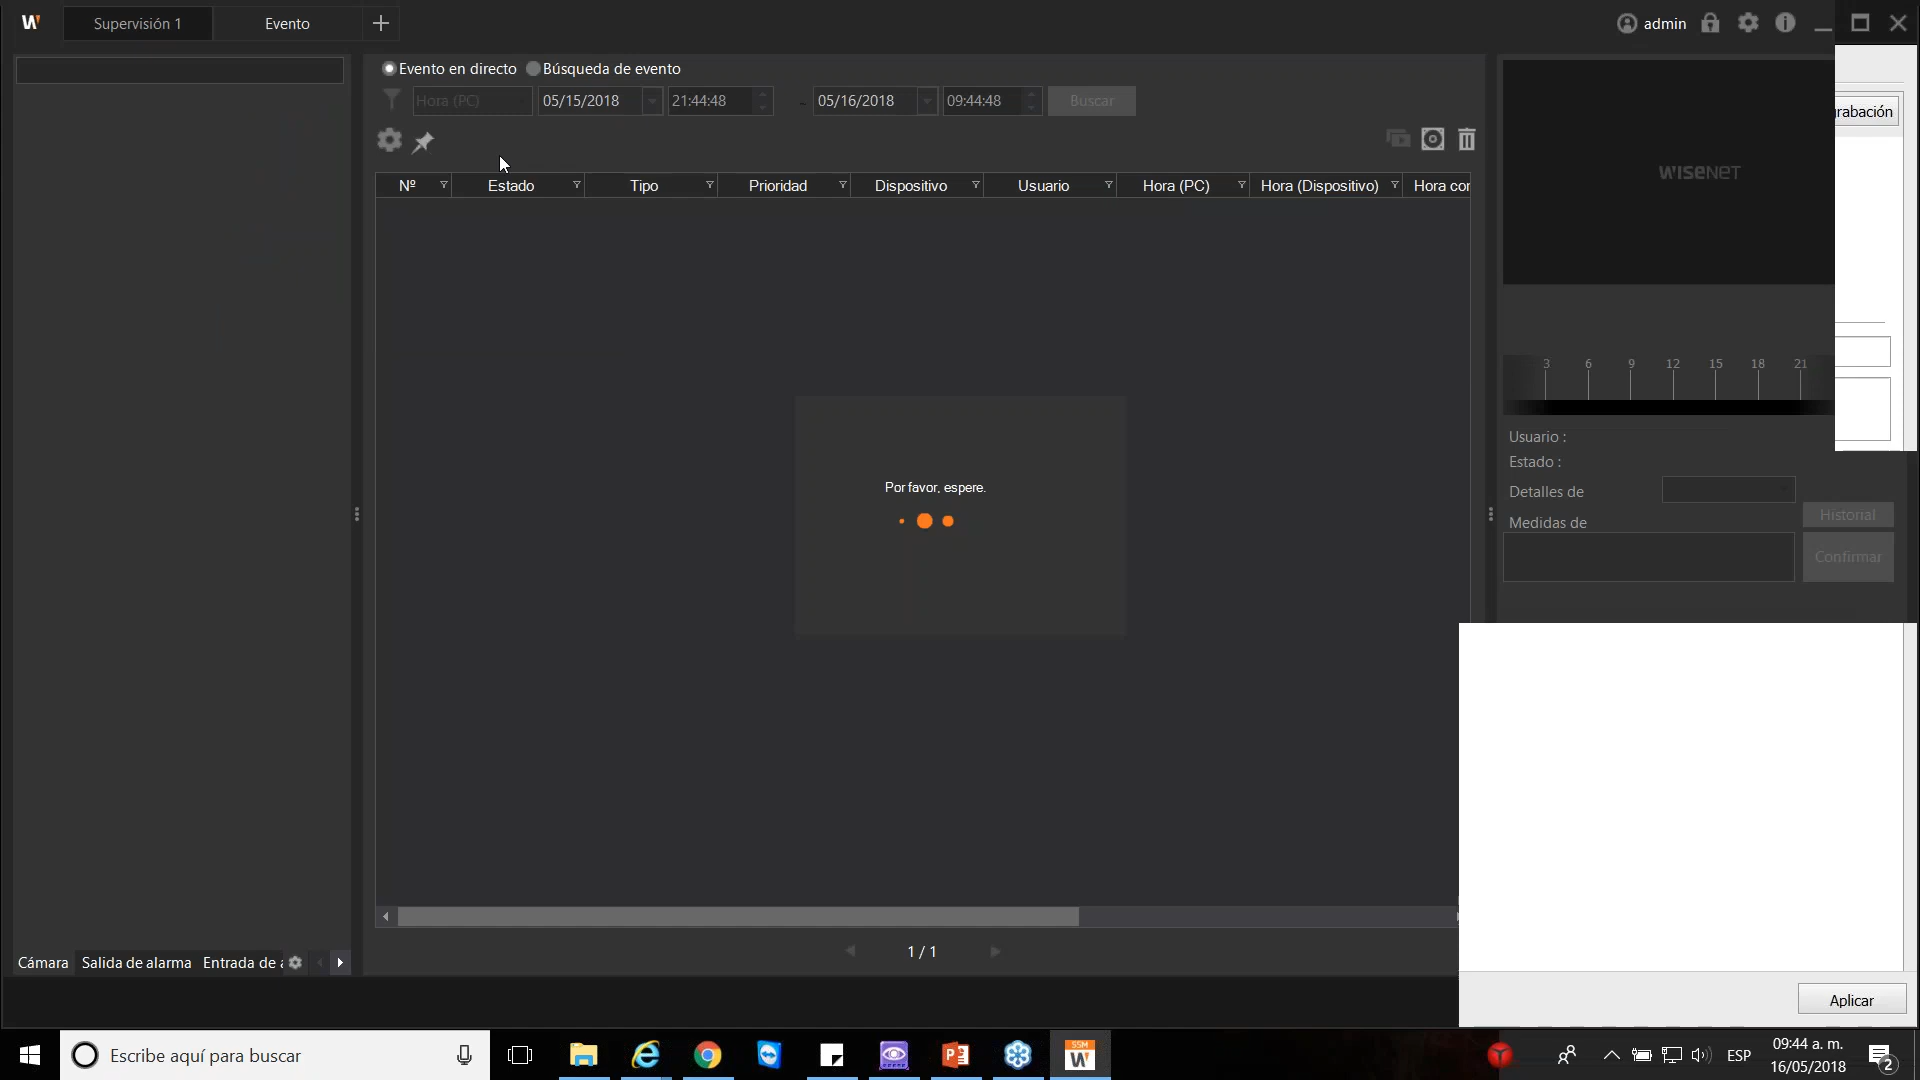 W
Supervisión 1
Evento
admin
Evento en directo
Búsqueda de evento
Hora (PC)
05/15/2018
21:44:48
~
05/16/2018
09:44:48
Buscar
Nº
Estado
Tipo
Prioridad
Dispositivo
Usuario
Hora (PC)
Hora (Dispositivo)
Hora cor
Por favor, espere.
1 / 1
Cámara
Salida de alarma
Entrada de a
WISENET
3 6 9 12 15 18 21
Usuario :
Estado :
Detalles de
Medidas de
Historial
Confirmar
grabación
Aplicar
Escribe aquí para buscar
SSM
W
ESP
09:44 a. m.
16/05/2018
2